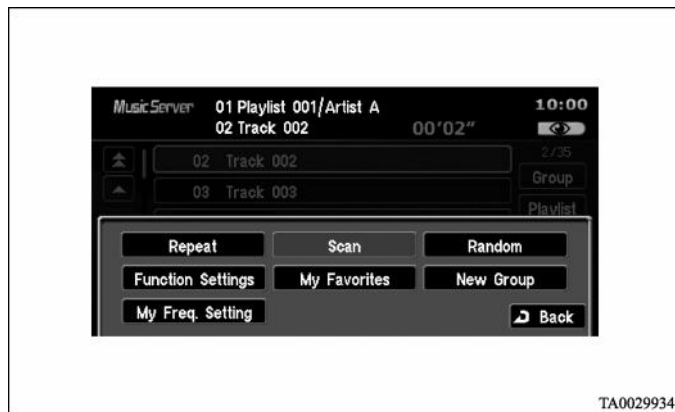 MusicServer 01 Playlist 001/Artist A 10:00
02 Track 002 00'02"
02 Track 002 2/35
03 Track 003 Group
Playlist
Repeat Scan Random
Function Settings My Favorites New Group
My Freq. Setting Back
TA0029934